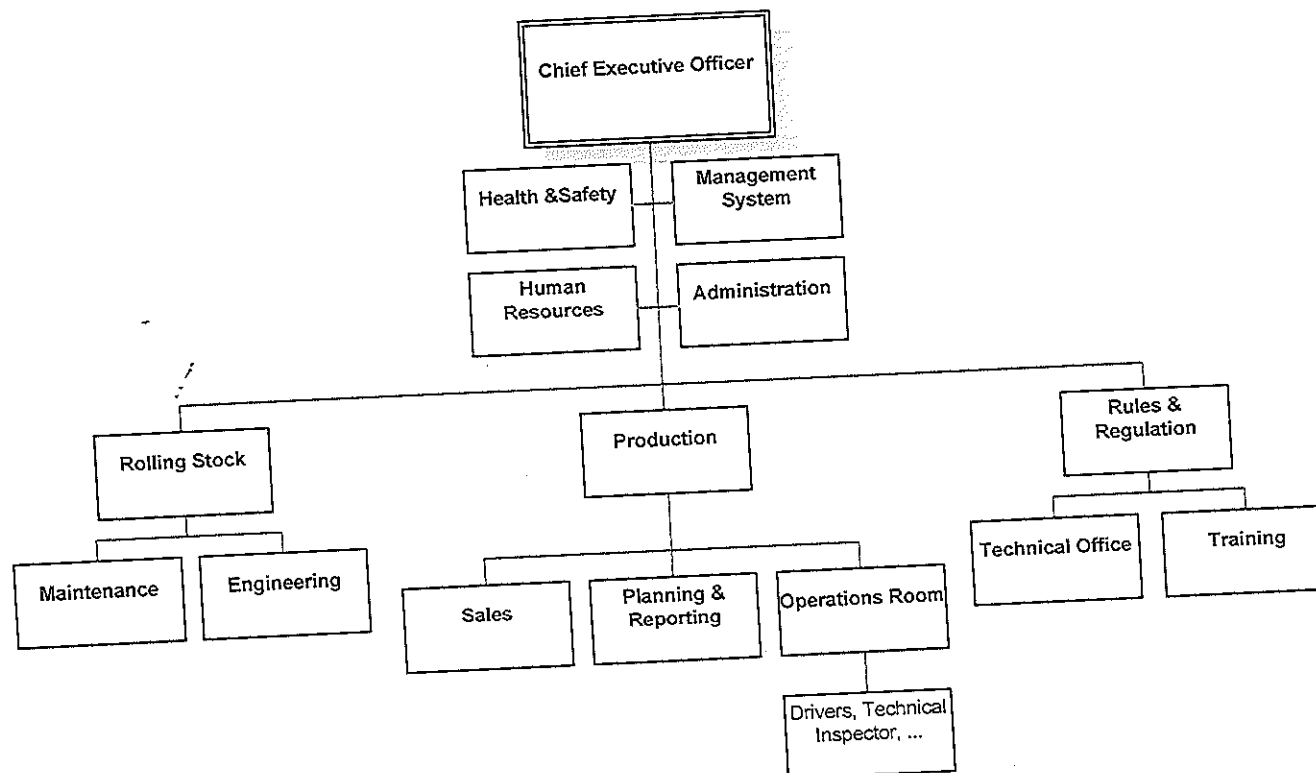 Chief Executive Officer
Health &Safety
Management
System
Human
Resources
Administration
Rolling Stock
Production
Rules &
Regulation
Maintenance
Engineering
Sales
Planning &
Reporting
Operations Room
Technical Office
Training
Drivers, Technical
Inspector, ...